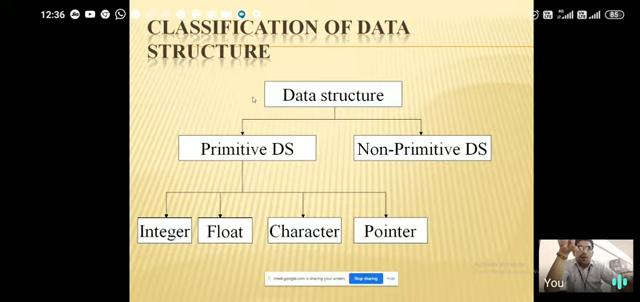 12:36
85
CLASSIFICATION OF DATA
STRUCTURE
Data structure
Primitive DS
Non-Primitive DS
Integer
Float
Character
Pointer
meet.google.com is sharing your screen.
Stop sharing
Hide
You